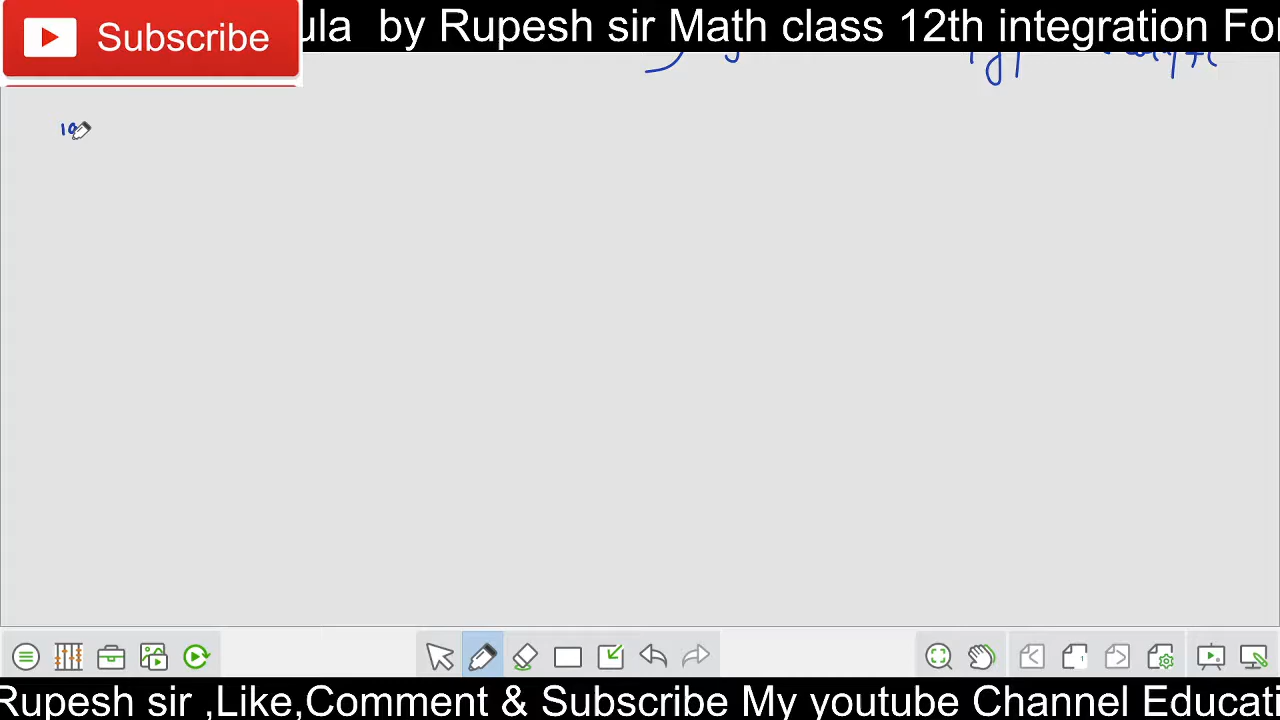 Subscribe
ula by Rupesh sir Math class 12th integration For
Rupesh sir ,Like,Comment & Subscribe My youtube Channel Educati